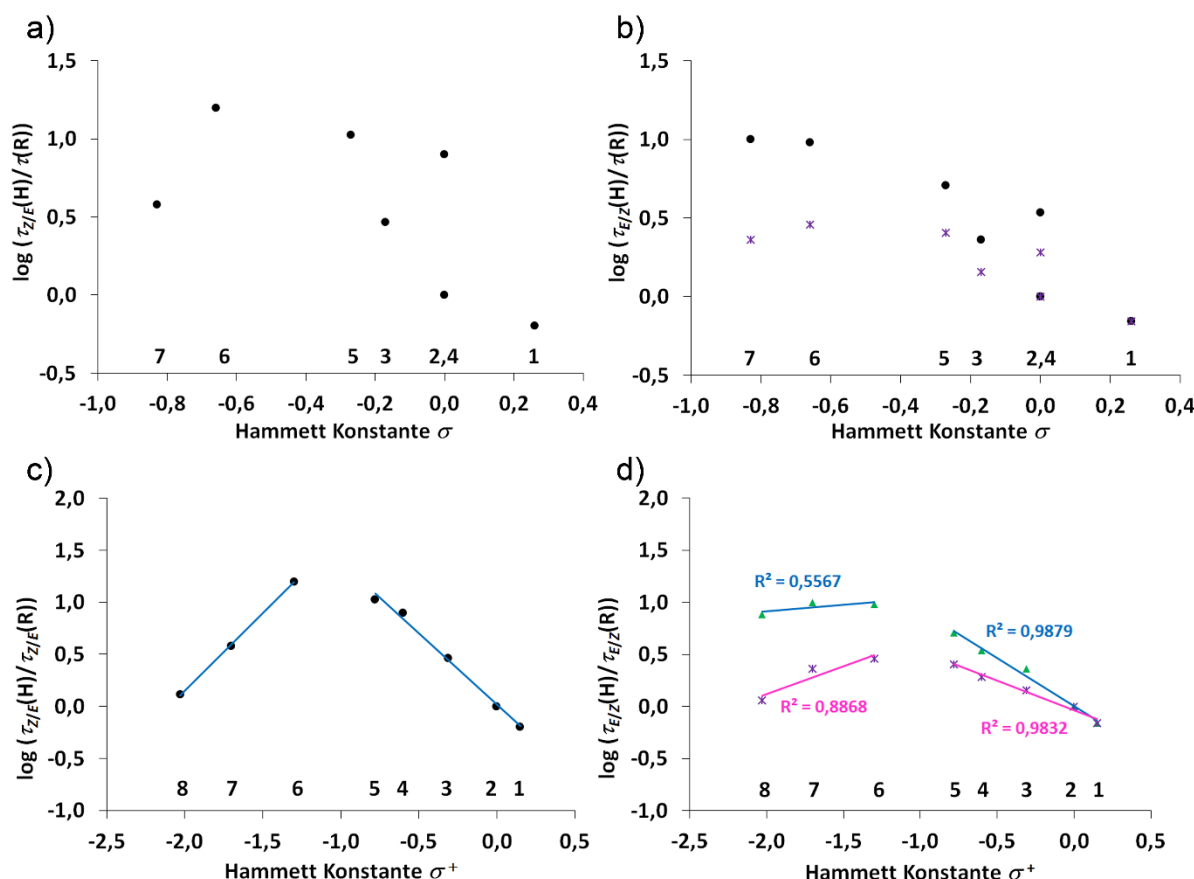 a)
log (τZ/E(H)/τ(R))
1,5
1,0
0,5
0,0
-0,5
7 6 5 3 2,4 1
-1,0 -0,8 -0,6 -0,4 -0,2 0,0 0,2 0,4
Hammett Konstante σ
b)
log (τE/Z(H)/τ(R))
1,5
1,0
0,5
0,0
-0,5
7 6 5 3 2,4 1
-1,0 -0,8 -0,6 -0,4 -0,2 0,0 0,2 0,4
Hammett Konstante σ
c)
log (τZ/E(H)/τZ/E(R))
2,0
1,5
1,0
0,5
0,0
-0,5
-1,0
8 7 6 5 4 3 2 1
-2,5 -2,0 -1,5 -1,0 -0,5 0,0 0,5
Hammett Konstante σ⁺
d)
log (τE/Z(H)/τE/Z(R))
2,0
1,5
1,0
0,5
0,0
-0,5
-1,0
R² = 0,5567
R² = 0,9879
R² = 0,8868
R² = 0,9832
8 7 6 5 4 3 2 1
-2,5 -2,0 -1,5 -1,0 -0,5 0,0 0,5
Hammett Konstante σ⁺